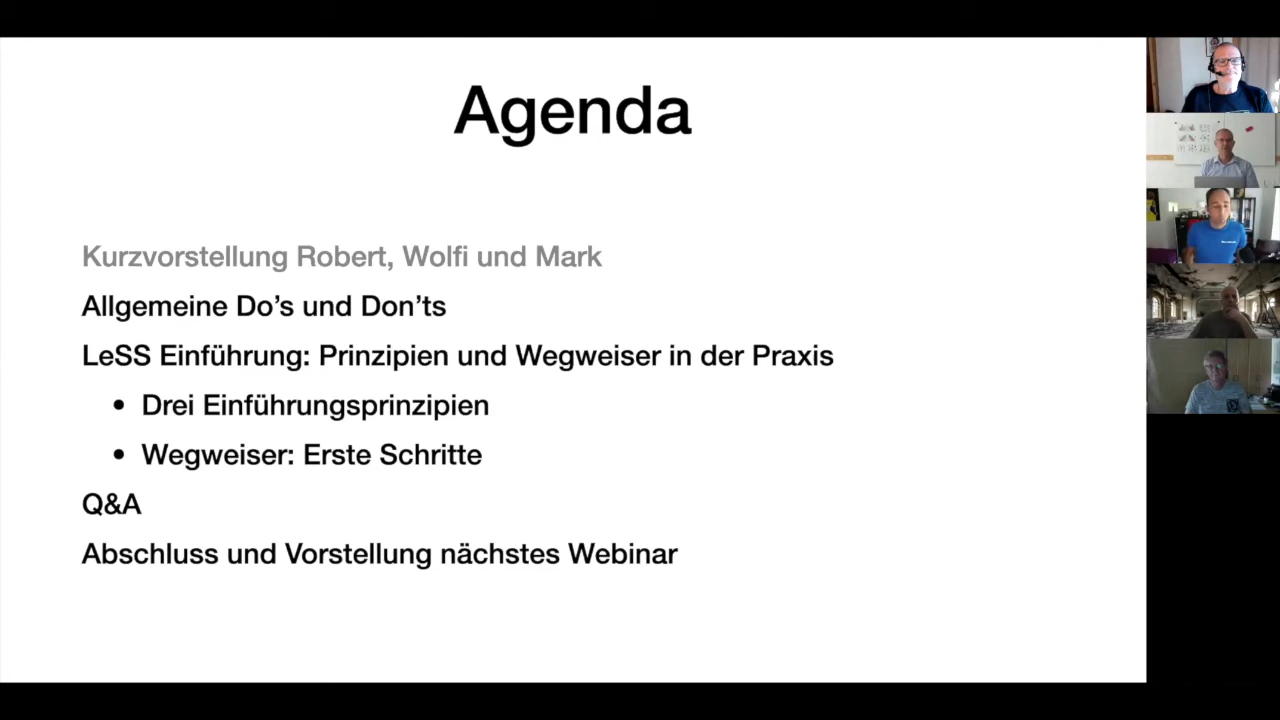 Agenda
Kurzvorstellung Robert, Wolfi und Mark
Allgemeine Do’s und Don’ts
LeSS Einführung: Prinzipien und Wegweiser in der Praxis
• Drei Einführungsprinzipien
• Wegweiser: Erste Schritte
Q&A
Abschluss und Vorstellung nächstes Webinar